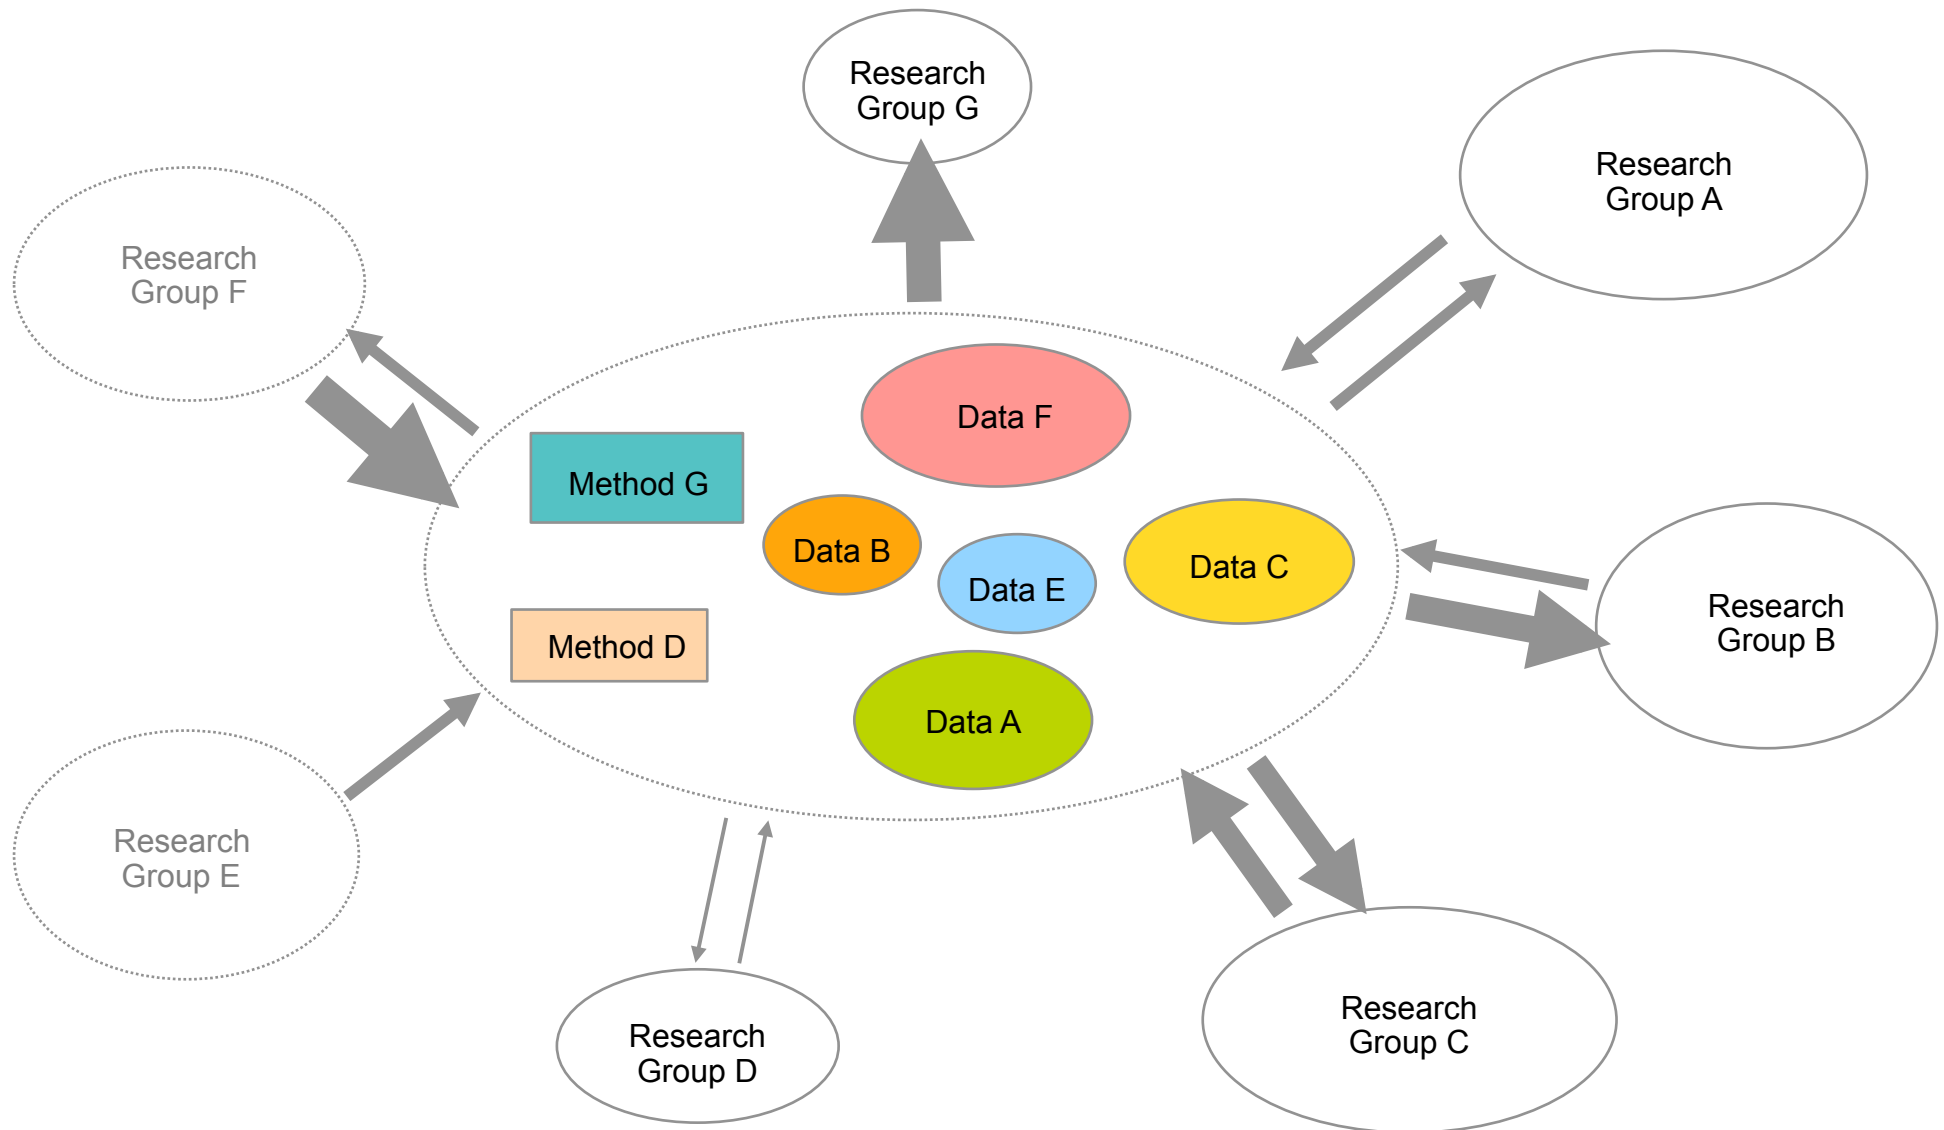 Research
Group G
Research
Group A
Research
Group F
Data F
Method G
Data B
Data E
Data C
Research
Group B
Method D
Data A
Research
Group E
Research
Group D
Research
Group C